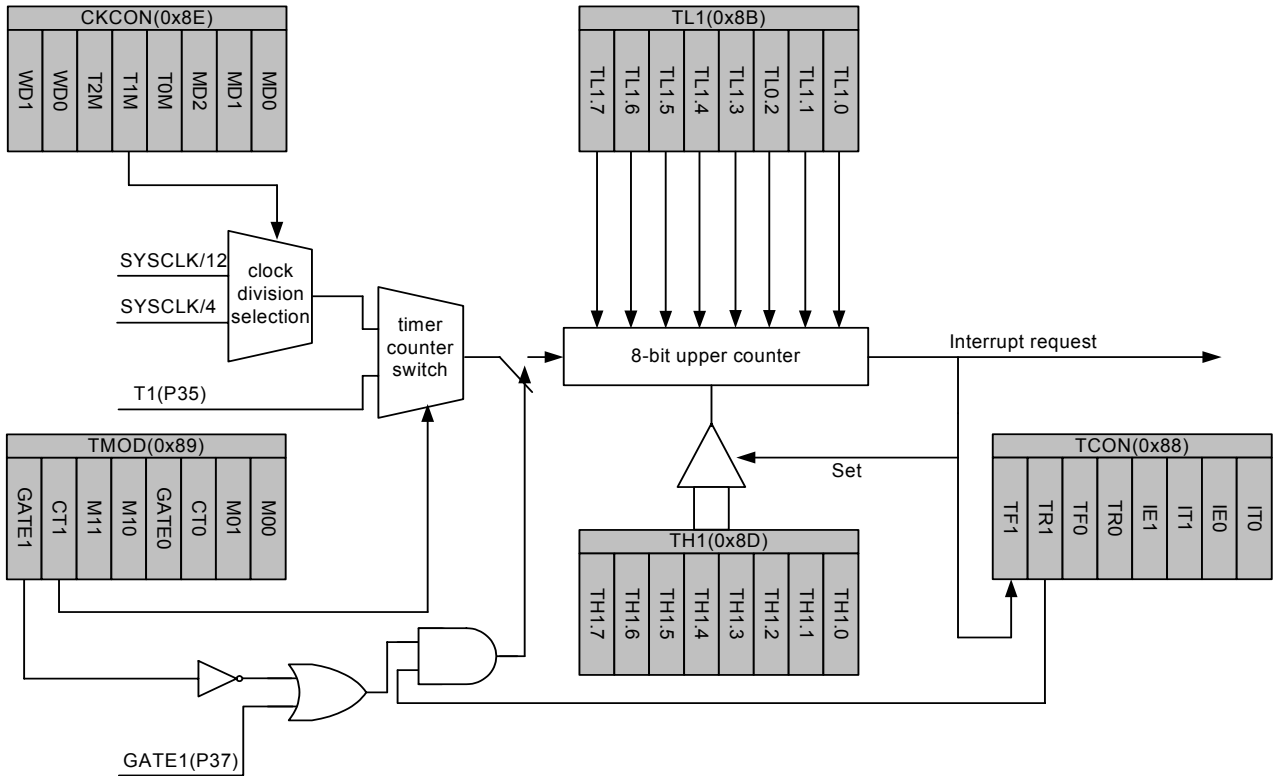 CKCON(0x8E)
WD1
WD0
T2M
T1M
T0M
MD2
MD1
MD0
TL1(0x8B)
TL1.7
TL1.6
TL1.5
TL1.4
TL1.3
TL0.2
TL1.1
TL1.0
SYSCLK/12
SYSCLK/4
clock
division
selection
T1(P35)
timer
counter
switch
8-bit upper counter
Interrupt request
Set
TMOD(0x89)
GATE1
CT1
M11
M10
GATE0
CT0
M01
M00
TH1(0x8D)
TH1.7
TH1.6
TH1.5
TH1.4
TH1.3
TH1.2
TH1.1
TH1.0
TCON(0x88)
TF1
TR1
TF0
TR0
IE1
IT1
IE0
IT0
GATE1(P37)